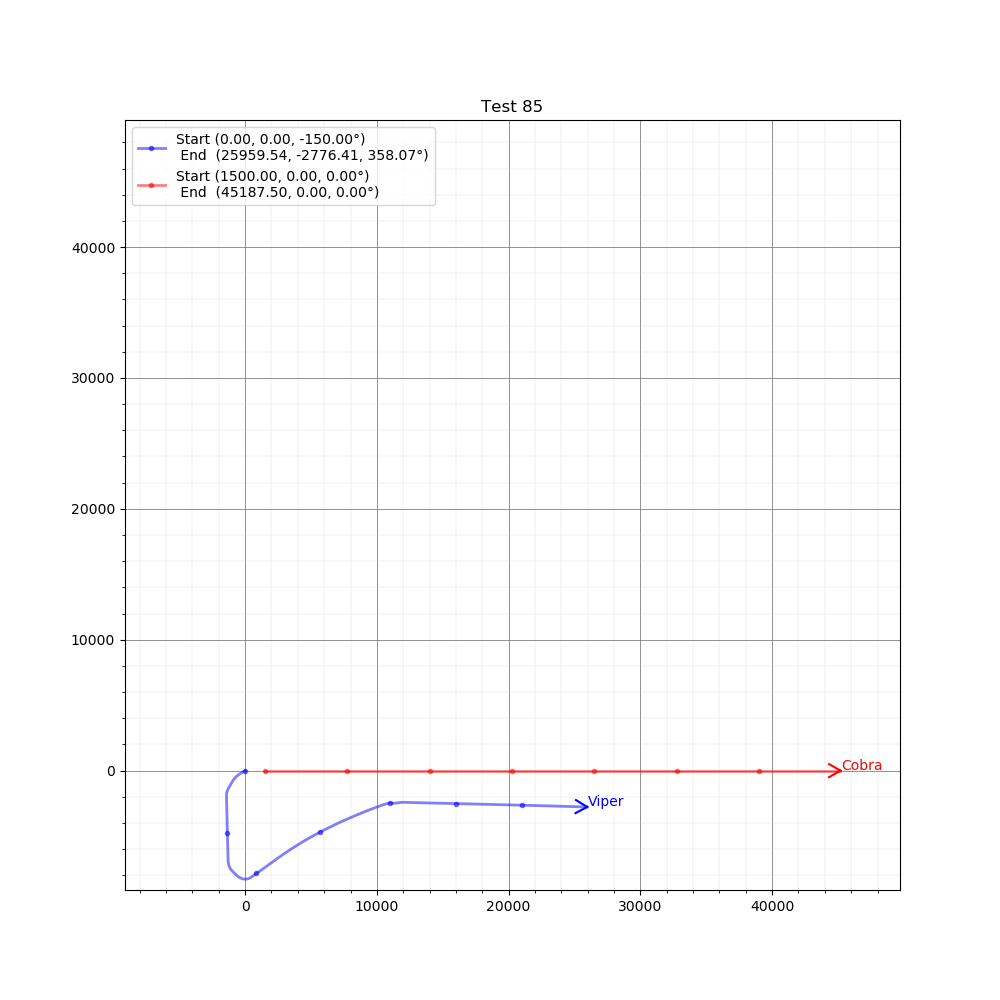 Test 85
Start (0.00, 0.00, -150.00°)
End (25959.54, -2776.41, 358.07°)
Start (1500.00, 0.00, 0.00°)
End (45187.50, 0.00, 0.00°)
40000
30000
20000
10000
0
Cobra
Viper
0 10000 20000 30000 40000